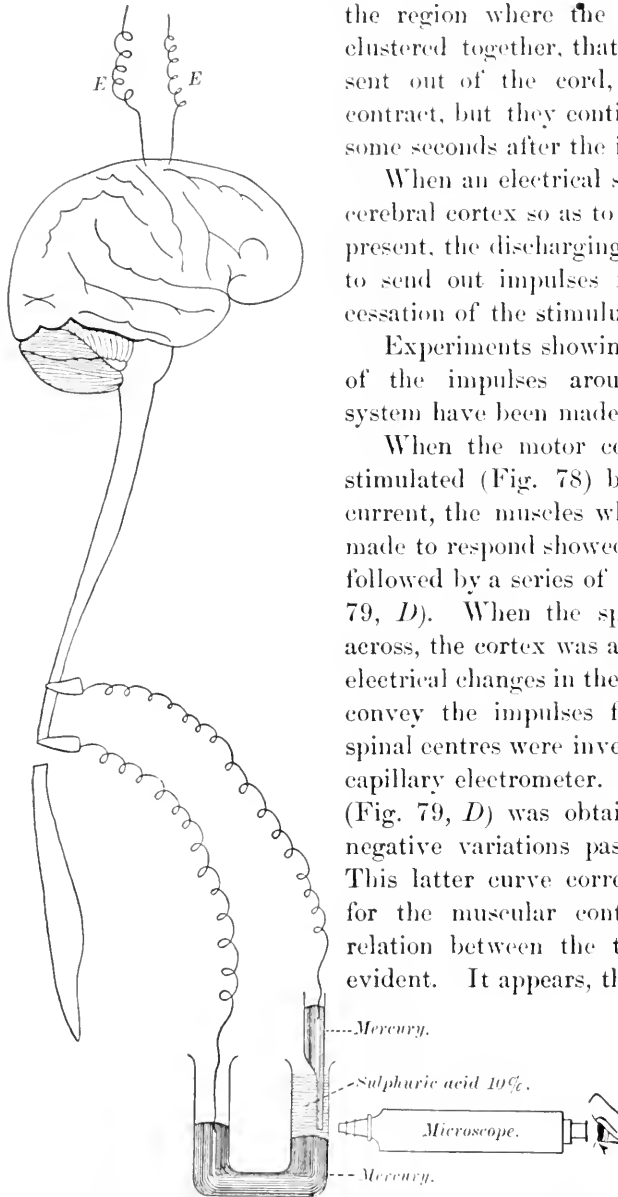 the region where the
clustered together, that
sent out of the cord,
contract, but they conti
some seconds after the i
E
E
When an electrical s
cerebral cortex so as to
present, the discharging
to send out impulses
cessation of the stimulu
Experiments showin
of the impulses arou
system have been made
When the motor co
stimulated (Fig. 78) b
current, the muscles wh
made to respond showed
followed by a series of
79, D). When the sp
across, the cortex was a
electrical changes in the
convey the impulses f
spinal centres were inve
capillary electrometer.
(Fig. 79, D) was obtai
negative variations pas
This latter curve corre
for the muscular cont
relation between the t
evident. It appears, th
Mercury.
Sulphuric acid 10%.
Microscope.
Mercury.